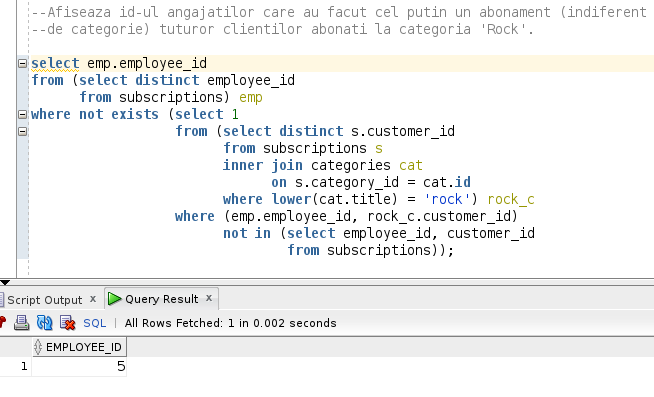 --Afiseaza id-ul angajatilor care au facut cel putin un abonament (indiferent
--de categorie) tuturor clientilor abonati la categoria 'Rock'.
select emp.employee_id
from (select distinct employee_id
from subscriptions) emp
where not exists (select 1
from (select distinct s.customer_id
from subscriptions s
inner join categories cat
on s.category_id = cat.id
where lower(cat.title) = 'rock') rock_c
where (emp.employee_id, rock_c.customer_id)
not in (select employee_id, customer_id
from subscriptions));
Script Output x Query Result x
SQL | All Rows Fetched: 1 in 0.002 seconds
EMPLOYEE_ID
1 5